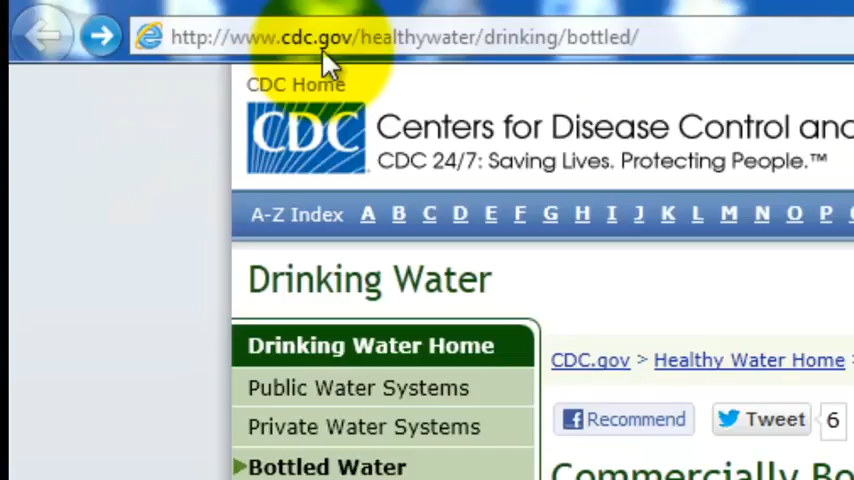 http://www.cdc.gov/healthywater/drinking/bottled/
CDC Home
CDC Centers for Disease Control and
CDC 24/7: Saving Lives. Protecting People.™
A-Z Index A B C D E F G H I J K L M N O P
Drinking Water
Drinking Water Home
CDC.gov > Healthy Water Home >
Public Water Systems
Recommend Tweet 6
Private Water Systems
Bottled Water
Commercially Bo